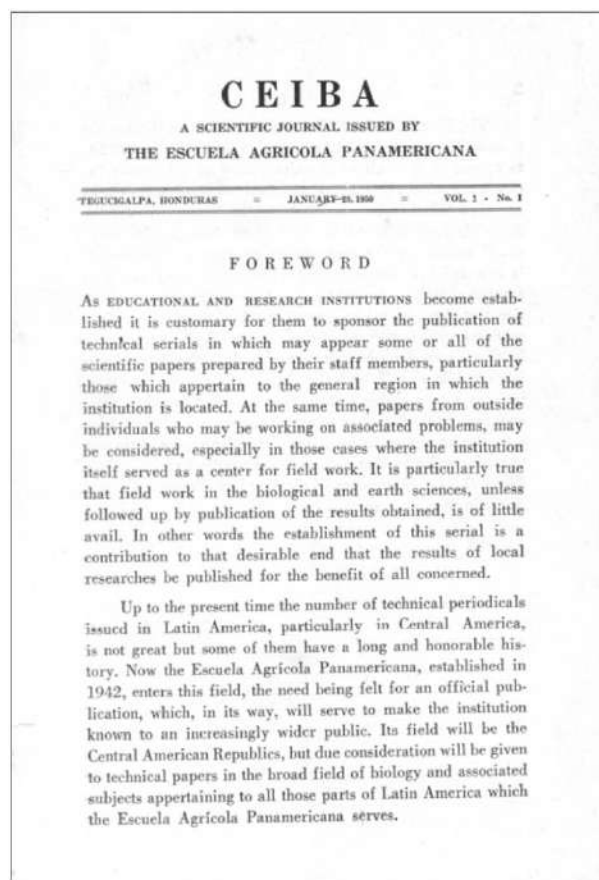 CEIBA
A SCIENTIFIC JOURNAL ISSUED BY
THE ESCUELA AGRICOLA PANAMERICANA
TEGUCIGALPA, HONDURAS = JANUARY 1950 = VOL. 1 - No. 1
FOREWORD
AS EDUCATIONAL AND RESEARCH INSTITUTIONS become estab-
lished it is customary for them to sponsor the publication of
technical serials in which may appear some or all of the
scientific papers prepared by their staff members, particularly
those which appertain to the general region in which the
institution is located. At the same time, papers from outside
individuals who may be working on associated problems, may
be considered, especially in those cases where the institution
itself served as a center for field work. It is particularly true
that field work in the biological and earth sciences, unless
followed up by publication of the results obtained, is of little
avail. In other words the establishment of this serial is a
contribution to that desirable end that the results of local
researches be published for the benefit of all concerned.
Up to the present time the number of technical periodicals
issued in Latin America, particularly in Central America,
is not great but some of them have a long and honorable his-
tory. Now the Escuela Agrícola Panamericana, established in
1942, enters this field, the need being felt for an official pub-
lication, which, in its way, will serve to make the institution
known to an increasingly wider public. Its field will be the
Central American Republics, but due consideration will be given
to technical papers in the broad field of biology and associated
subjects appertaining to all those parts of Latin America which
the Escuela Agrícola Panamericana serves.